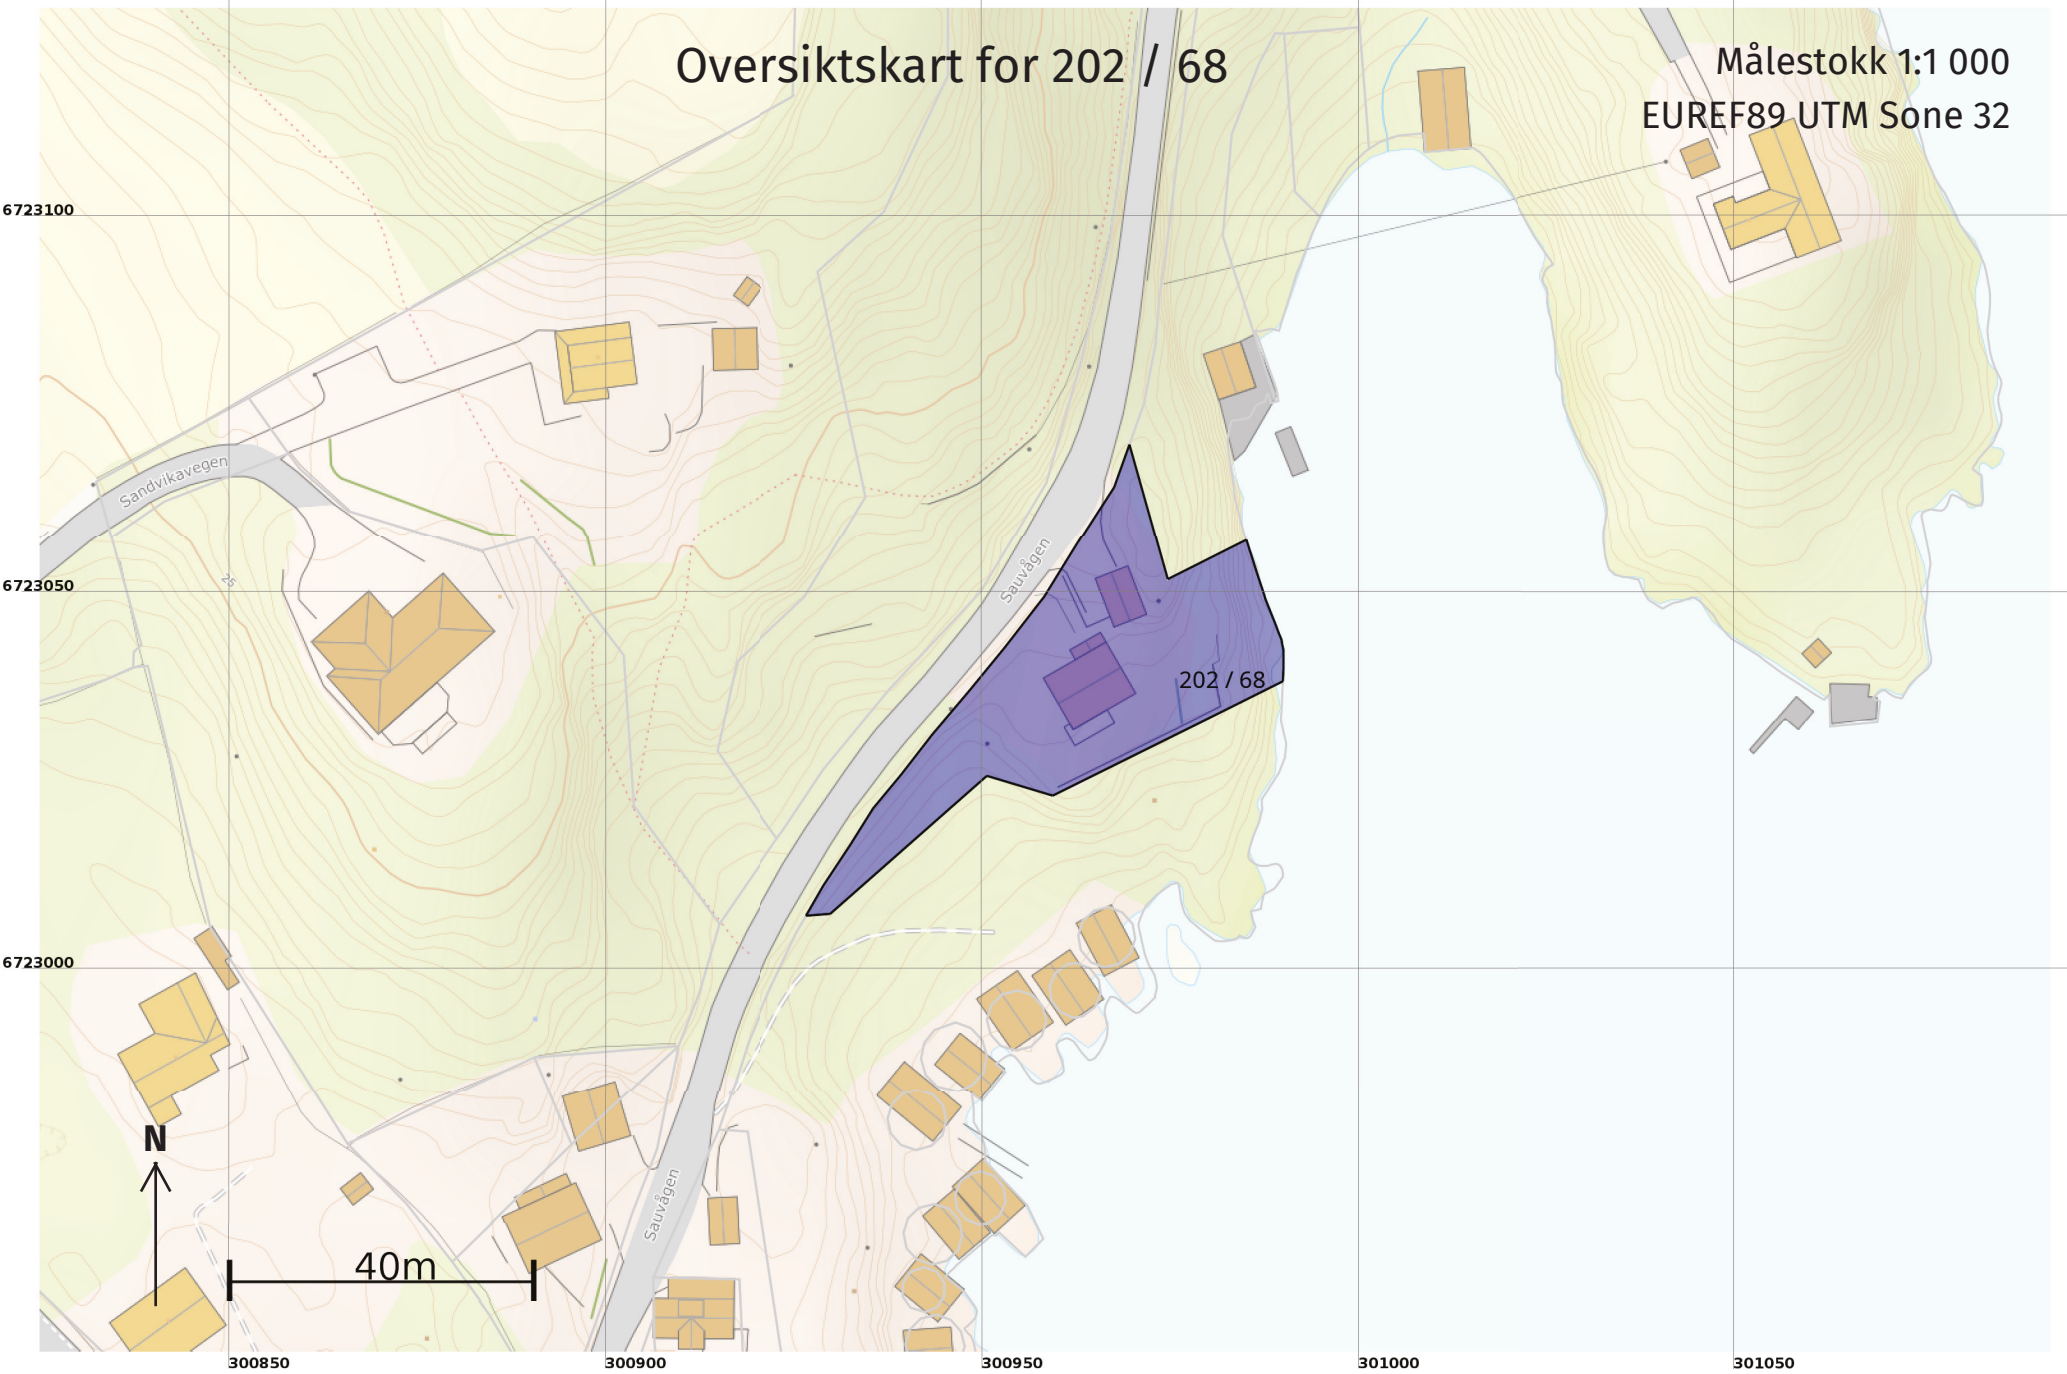 Oversiktskart for 202 / 68
Målestokk 1:1 000
EUREF89 UTM Sone 32
6723100
Sandvikavegen
Sauvågen
25
6723050
202 / 68
6723000
N
Sauvågen
40m
300850
300900
300950
301000
301050